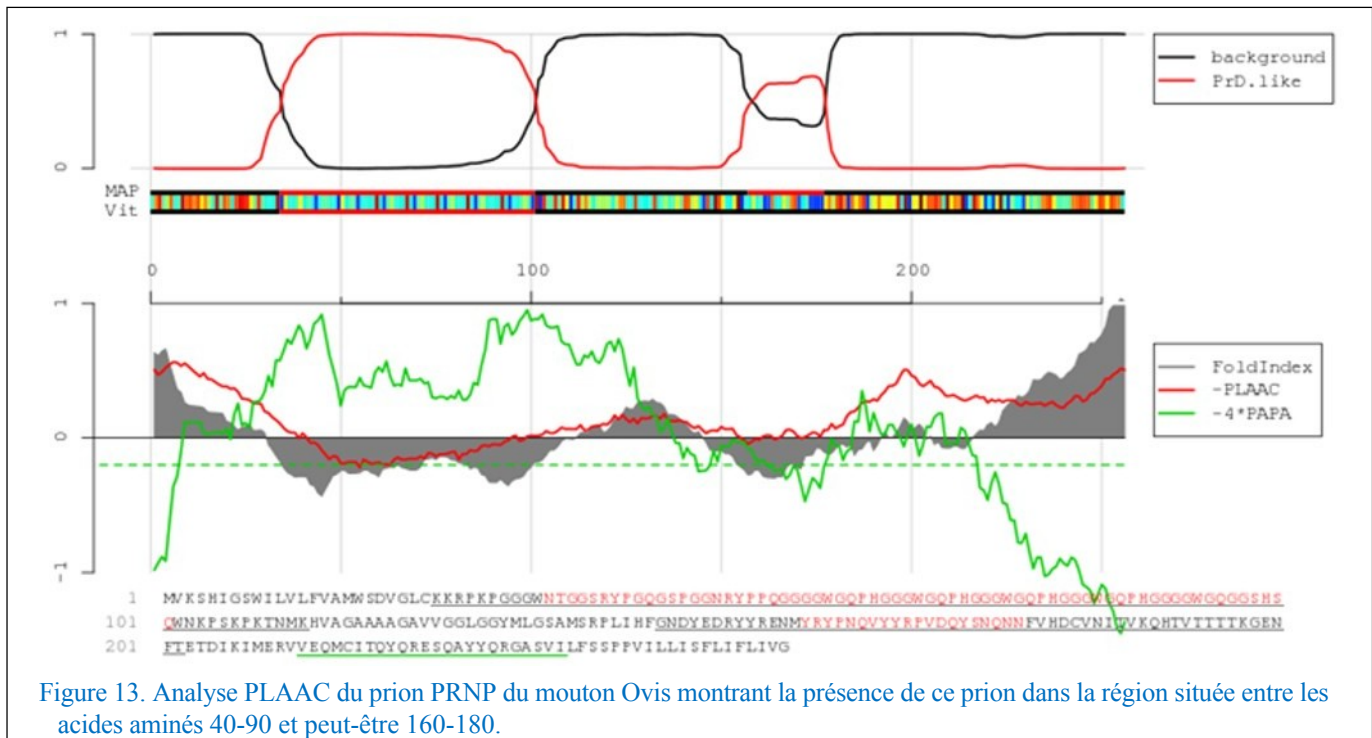 1
0
background
PrD.like
MAP
Vit
0 100 200
1
0
-1
FoldIndex
-PLAAC
-4*PAPA
1 MVKSHIGSWILVLFVAMWSDVGLCKKRPKPGGGWNTGGSRYPGQGSPGGNRYPPQGGGGWGQPHGGGWGQPHGGGWGQPHGGGWGQPHGGGGWGQGGSHS
101 QWNKPSKPKTNMKHVAGAAAAGAVVGGLGGYMLGSAMSRPLIHFGNDYEDRYYRENMYRYPNQVYYRPVDQYSNQNNFVHDCVNITVKQHTVTTTTKGEN
201 FTETDIKIMERVVEQMCITQYQRESQAYYQRGASVILFSSPPVILLISFLIFLIVG
Figure 13. Analyse PLAAC du prion PRNP du mouton Ovis montrant la présence de ce prion dans la région située entre les
acides aminés 40-90 et peut-être 160-180.